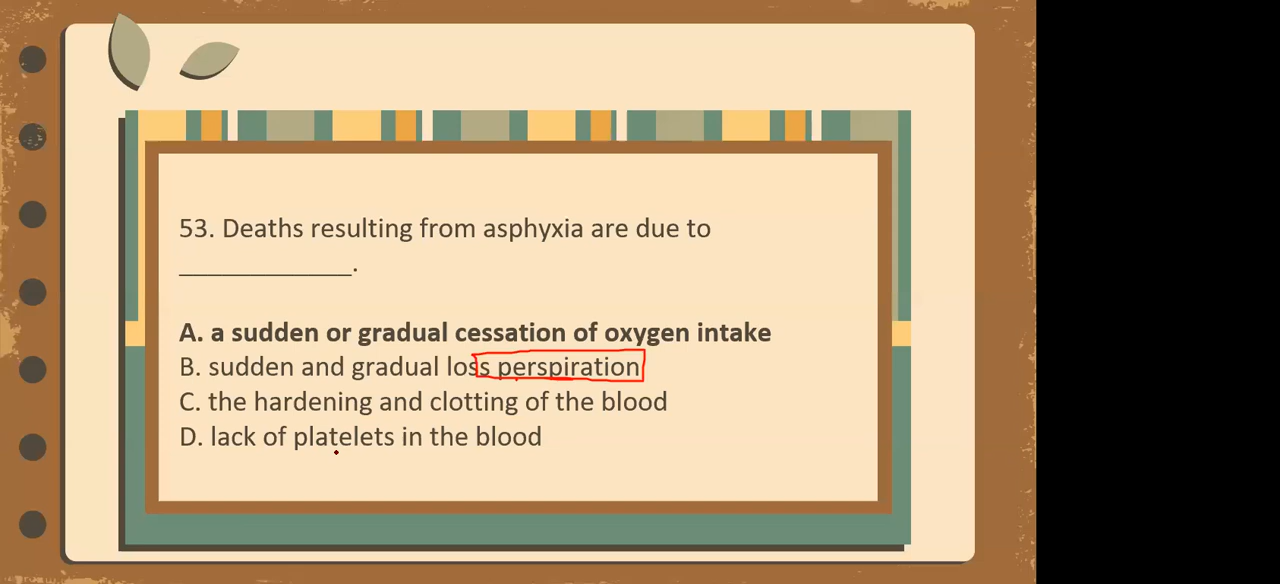 53. Deaths resulting from asphyxia are due to
_____________.
A. a sudden or gradual cessation of oxygen intake
B. sudden and gradual loss perspiration
C. the hardening and clotting of the blood
D. lack of platelets in the blood